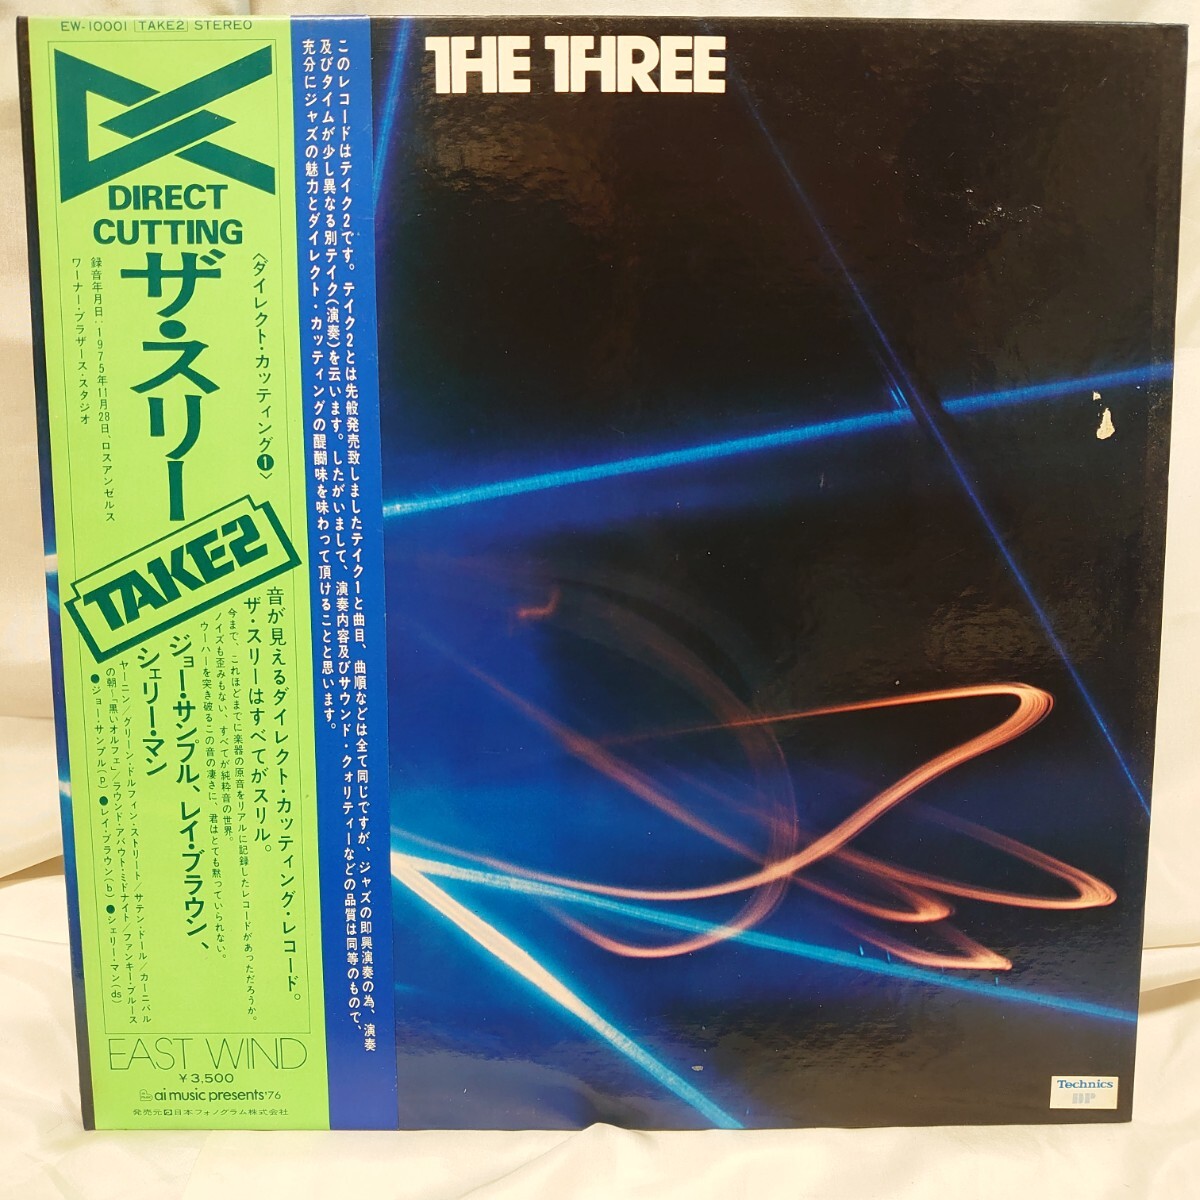 EW-10001 TAKE2 STEREO
DIRECT
CUTTING
〈ダイレクト・カッティング❶〉
ザ・スリー
録音年月日:1975年11月28日、ロスアンゼルス
ワーナー・ブラザース・スタジオ
TAKE2
音が見えるダイレクト・カッティング・レコード。
ザ・スリーはすべてがスリル。
今まで、これほどまでに楽器の原音をリアルに記録したレコードがあっただろうか。
ノイズも歪みもない、すべてが純粋音の世界。
ウーハーを突き破るこの音の凄さに、君はとても黙っていられない。
ジョー・サンプル、レイ・ブラウン、
シェリー・マン
ヤーニン/グリーン・ドルフィン・ストリート/サテン・ドール/カーニバル
の朝~「黒いオルフェ」/ラウンド・アバウト・ミドナイト/ファンキー・ブルース
●ジョー・サンプル(p) ●レイ・ブラウン(b) ●シェリー・マン(ds)
EAST WIND
¥3,500
ai music presents'76
発売元 日本フォノグラム株式会社
このレコードはテイク2です。テイク2とは先般発売致しましたテイク1と曲目、曲順などは全て同じですが、ジャズの即興演奏の為、演奏
及びタイムが少し異なる別テイク(演奏)を云います。したがいまして、演奏内容及びサウンド・クォリティーなどの品質は同等のもので、
充分にジャズの魅力とダイレクト・カッティングの醍醐味を味わって頂けることと思います。
THE THREE
Technics